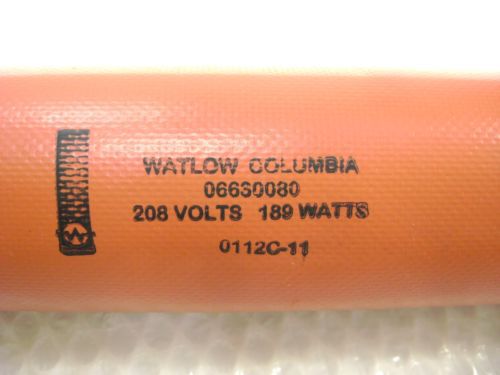 WATLOW COLUMBIA
06630080
208 VOLTS 189 WATTS
0112C-11